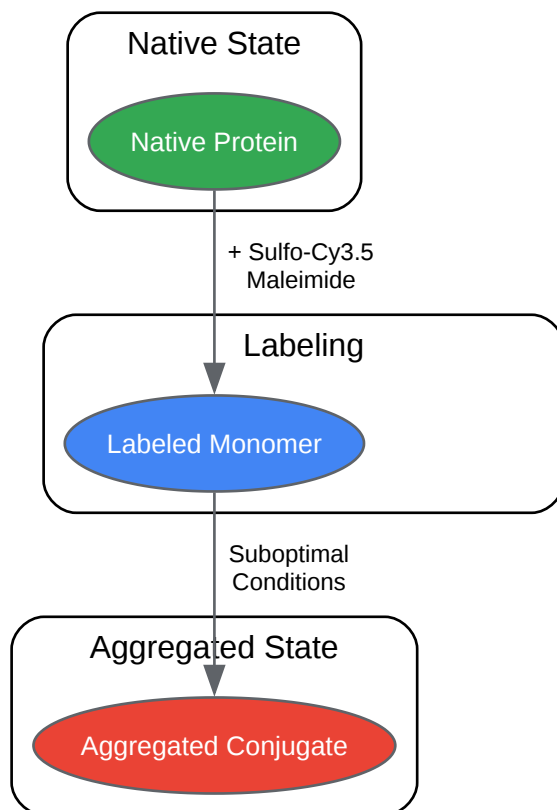 Native State
Native Protein
+ Sulfo-Cy3.5
Maleimide
Labeling
Labeled Monomer
Suboptimal
Conditions
Aggregated State
Aggregated Conjugate